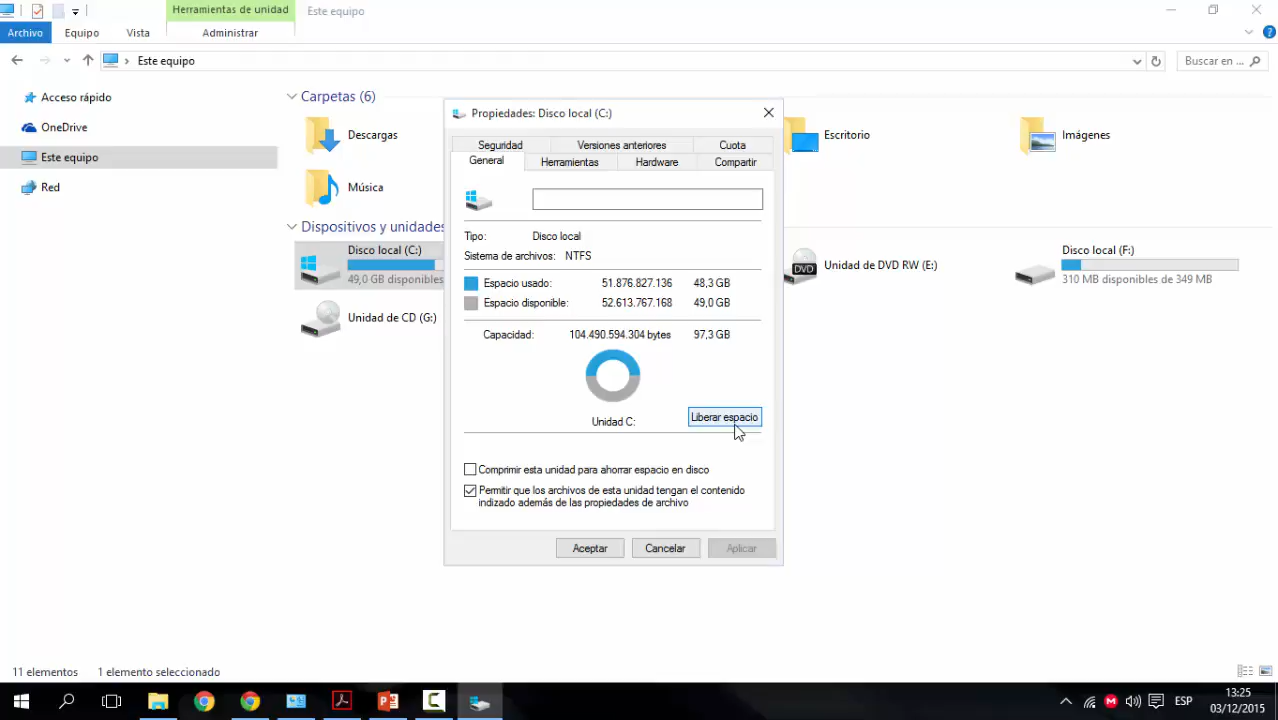 Herramientas de unidad
Este equipo
Archivo
Equipo
Vista
Administrar
Este equipo
Buscar en ...
Acceso rápido
OneDrive
Este equipo
Red
Carpetas (6)
Descargas
Escritorio
Imágenes
Música
Dispositivos y unidades
Disco local (C:)
49,0 GB disponibles
Unidad de DVD RW (E:)
DVD
Disco local (F:)
310 MB disponibles de 349 MB
Unidad de CD (G:)
Propiedades: Disco local (C:)
Seguridad
Versiones anteriores
Cuota
General
Herramientas
Hardware
Compartir
Tipo:
Disco local
Sistema de archivos:
NTFS
Espacio usado:
51.876.827.136
48,3 GB
Espacio disponible:
52.613.767.168
49,0 GB
Capacidad:
104.490.594.304 bytes
97,3 GB
Unidad C:
Liberar espacio
Comprimir esta unidad para ahorrar espacio en disco
Permitir que los archivos de esta unidad tengan el contenido
indizado además de las propiedades de archivo
Aceptar
Cancelar
Aplicar
11 elementos
1 elemento seleccionado
ESP
13:25
03/12/2015